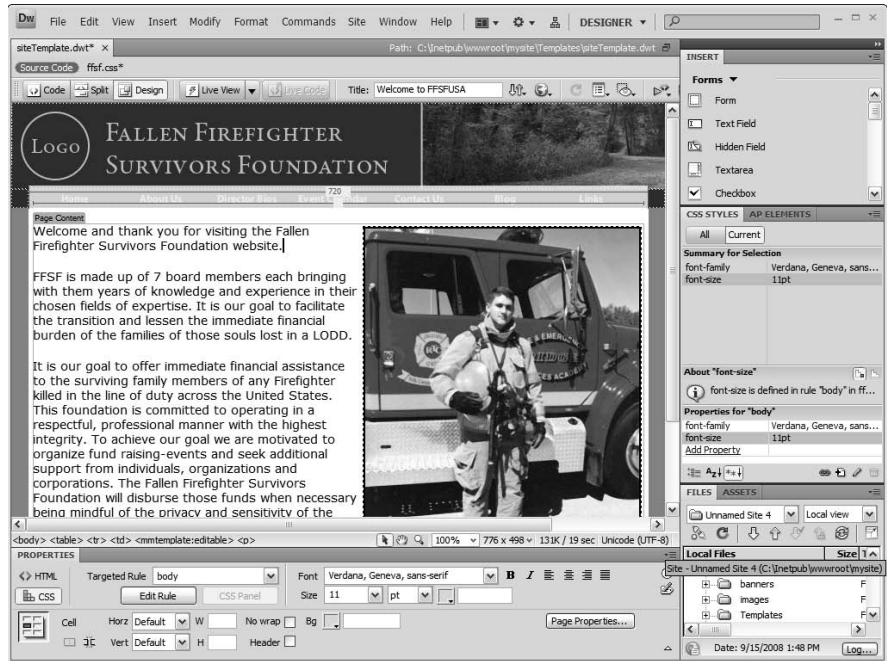 Dw File Edit View Insert Modify Format Commands Site Window Help DESIGNER
siteTemplate.dwt* × Path: C:\Inetpub\wwwroot\mysite\Templates\siteTemplate.dwt
Source Code ffsf.css*
Code Split Design Live View Live Code Title: Welcome to FFSFUSA
LOGO
FALLEN FIREFIGHTER
SURVIVORS FOUNDATION
720
Home About Us Director Bios Event Calendar Contact Us Blog Links
Page Content
Welcome and thank you for visiting the Fallen
Firefighter Survivors Foundation website.
FFSF is made up of 7 board members each bringing
with them years of knowledge and experience in their
chosen fields of expertise. It is our goal to facilitate
the transition and lessen the immediate financial
burden of the families of those souls lost in a LODD.
It is our goal to offer immediate financial assistance
to the surviving family members of any Firefighter
killed in the line of duty across the United States.
This foundation is committed to operating in a
respectful, professional manner with the highest
integrity. To achieve our goal we are motivated to
organize fund raising-events and seek additional
support from individuals, organizations and
corporations. The Fallen Firefighter Survivors
Foundation will disburse those funds when necessary
being mindful of the privacy and sensitivity of the
<body> <table> <tr> <td> <mmtemplate:editable> <p> 100% 776 x 498 131K / 19 sec Unicode (UTF-8)
PROPERTIES
<> HTML Targeted Rule body Font Verdana, Geneva, sans-serif B I
CSS Edit Rule CSS Panel Size 11 pt
Cell Horz Default W No wrap Bg Page Properties...
Vert Default H Header
INSERT
Forms
Form
Text Field
Hidden Field
Textarea
Checkbox
CSS STYLES AP ELEMENTS
All Current
Summary for Selection
font-family Verdana, Geneva, sans...
font-size 11pt
About "font-size"
font-size is defined in rule "body" in ff...
Properties for "body"
font-family Verdana, Geneva, sans...
font-size 11pt
Add Property
FILES ASSETS
Unnamed Site 4 Local view
Local Files Size
Site - Unnamed Site 4 (C:\Inetpub\wwwroot\mysite)
banners F
images F
Templates F
Date: 9/15/2008 1:48 PM Log...